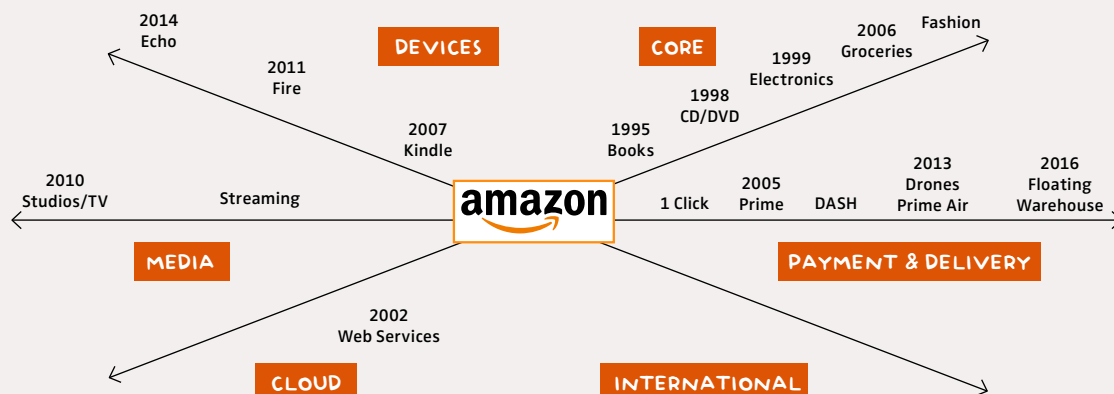 2014
Echo
DEVICES
CORE
2006
Groceries
Fashion
2011
Fire
1999
Electronics
1998
CD/DVD
2007
Kindle
1995
Books
2010
Studios/TV
Streaming
amazon
1 Click
2005
Prime
DASH
2013
Drones
Prime Air
2016
Floating
Warehouse
MEDIA
PAYMENT & DELIVERY
2002
Web Services
CLOUD
INTERNATIONAL